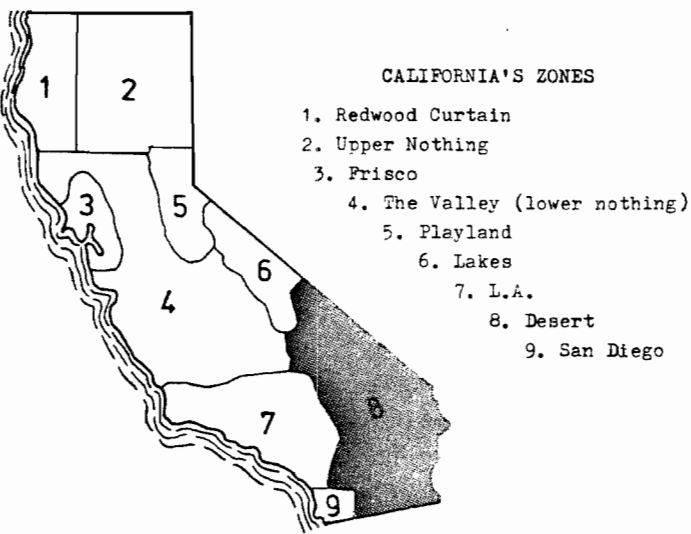 CALIFORNIA'S ZONES
1. Redwood Curtain
2. Upper Nothing
3. Frisco
4. The Valley (lower nothing)
5. Playland
6. Lakes
7. L.A.
8. Desert
9. San Diego
1
2
3
5
6
4
7
8
9